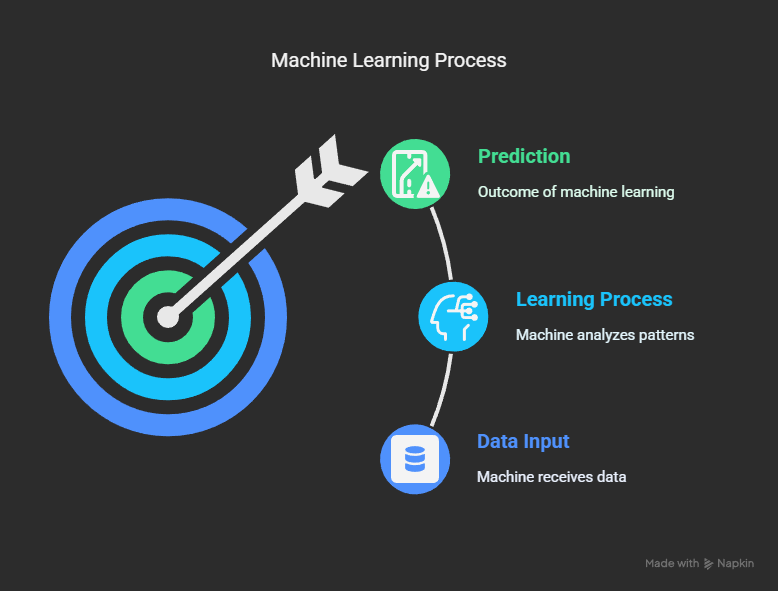 Machine Learning Process
Prediction
Outcome of machine learning
Learning Process
Machine analyzes patterns
Data Input
Machine receives data
Made with Napkin